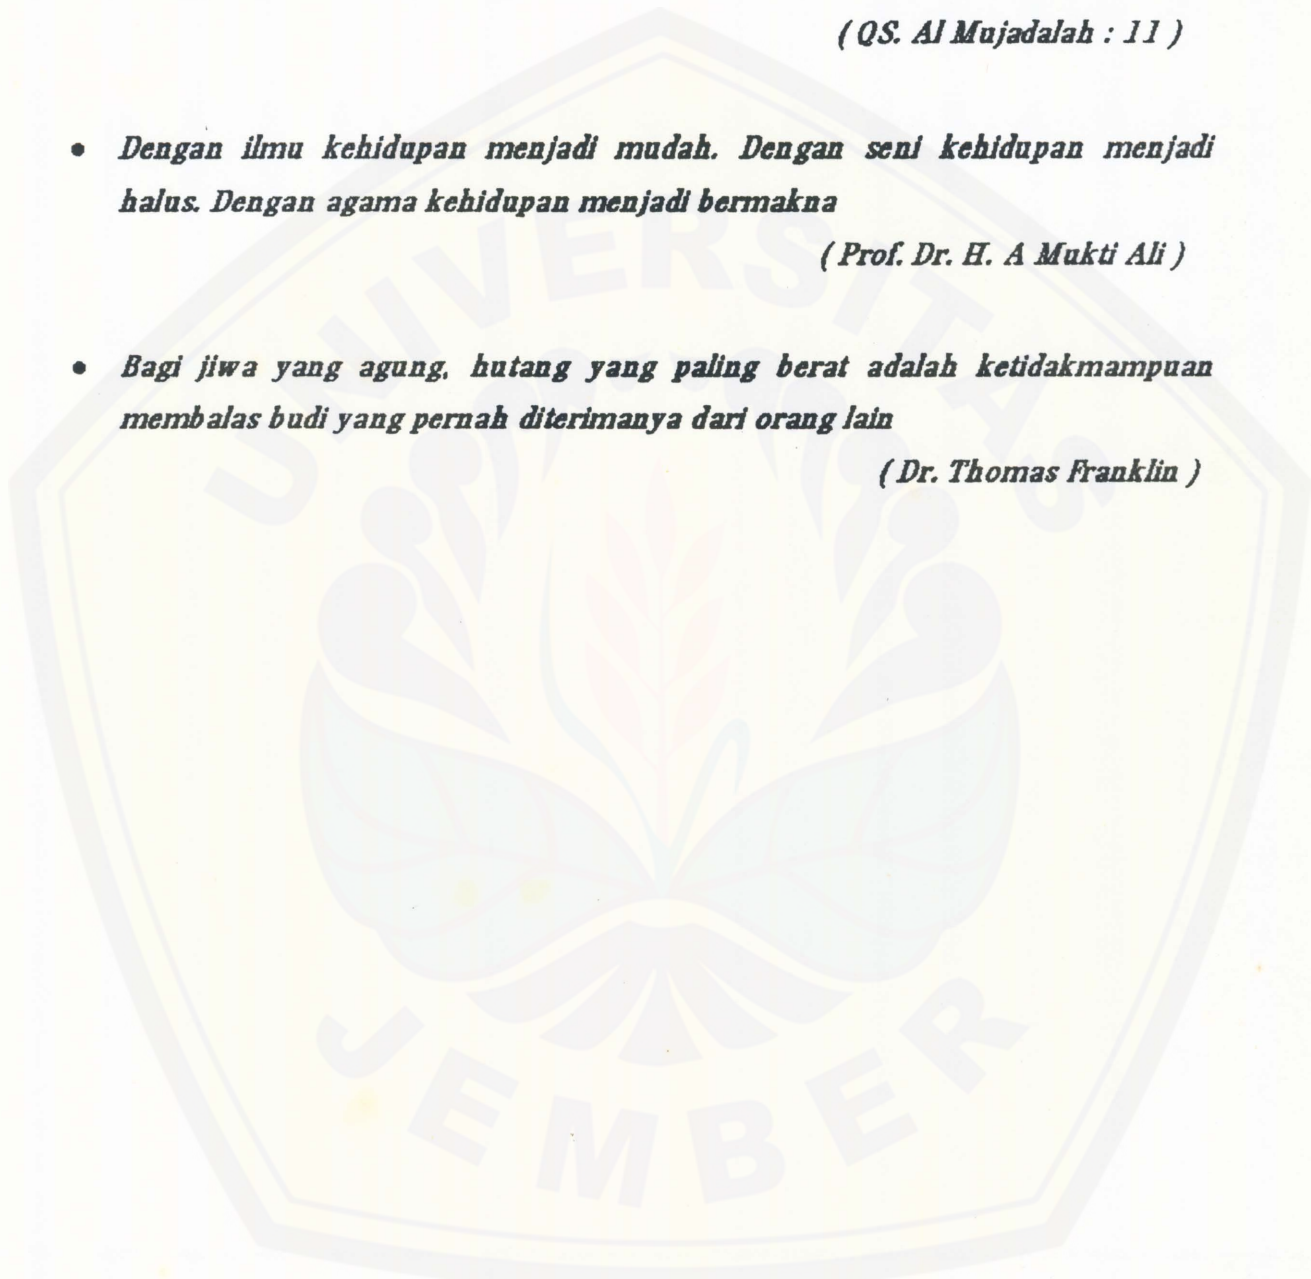 ( QS. Al Mujadalah : 11 )
• Dengan ilmu kehidupan menjadi mudah. Dengan seni kehidupan menjadi
halus. Dengan agama kehidupan menjadi bermakna
( Prof. Dr. H. A Mukti Ali )
• Bagi jiwa yang agung, hutang yang paling berat adalah ketidakmampuan
membalas budi yang pernah diterimanya dari orang lain
( Dr. Thomas Franklin )
UNIVERSITAS
JEMBER